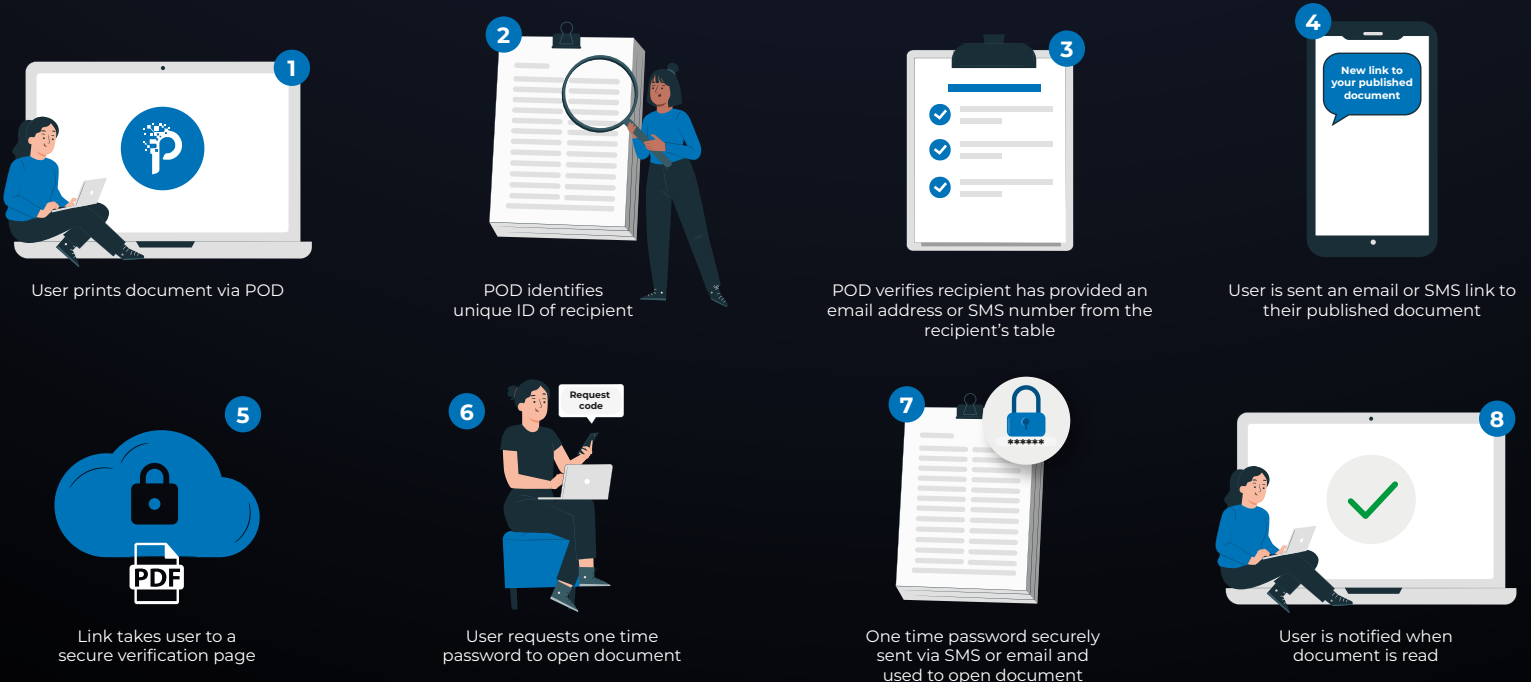 1
User prints document via POD
2
POD identifies
unique ID of recipient
3
POD verifies recipient has provided an
email address or SMS number from the
recipient's table
4
New link to
your published
document
User is sent an email or SMS link to
their published document
5
PDF
Link takes user to a
secure verification page
6
Request
code
User requests one time
password to open document
7
******
One time password securely
sent via SMS or email and
used to open document
8
User is notified when
document is read